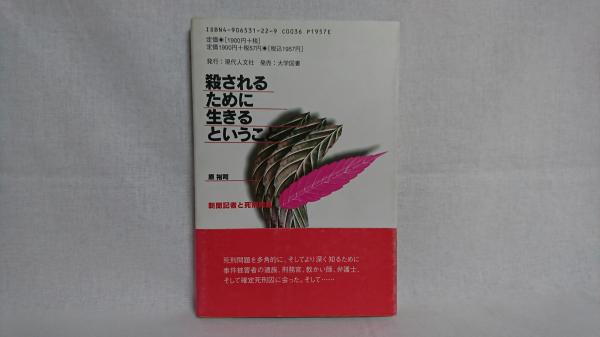 ISBN4-906531-22-9 C0036 P1957E
定価●[1900円+税]
定価1900円+税57円●[税込1957円]
発行:現代人文社 発売:大学図書
殺される
ために
生きる
ということ
原 裕司
新聞記者と死刑
死刑問題を多角的に、そしてより深く知るために
事件被害者の遺族、刑務官、教かい師、弁護士、
そして確定死刑囚に会った。そして……